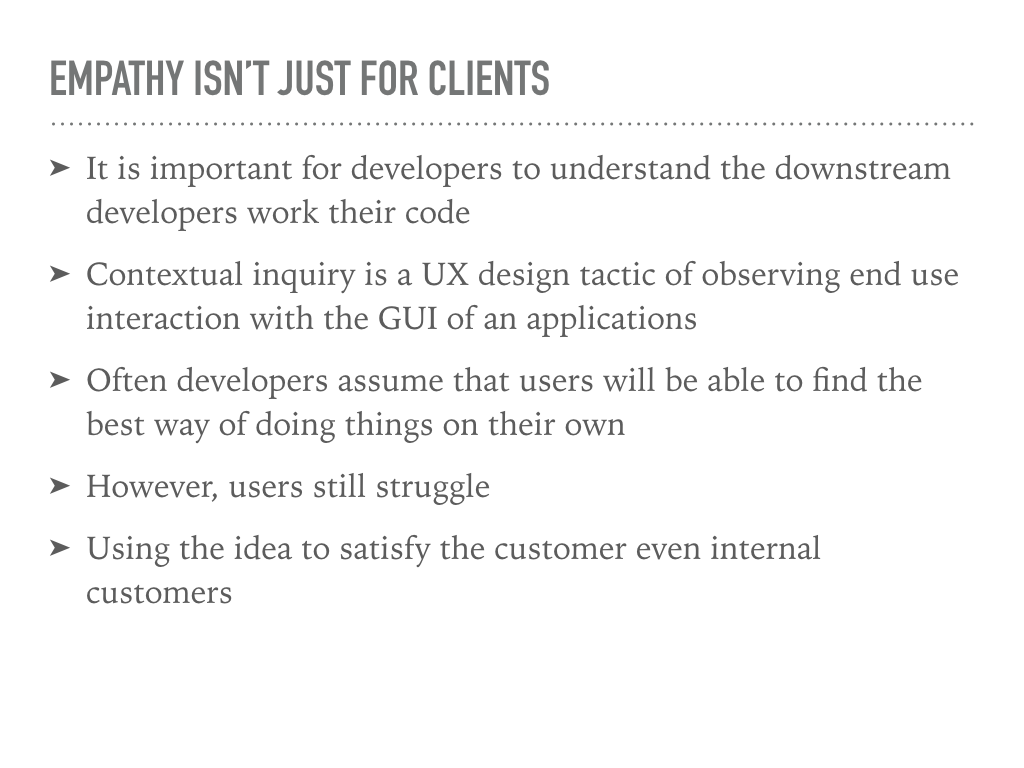 EMPATHY ISN’T JUST FOR CLIENTS
➤ It is important for developers to understand the downstream
developers work their code
➤ Contextual inquiry is a UX design tactic of observing end use
interaction with the GUI of an applications
➤ Often developers assume that users will be able to find the
best way of doing things on their own
➤ However, users still struggle
➤ Using the idea to satisfy the customer even internal
customers